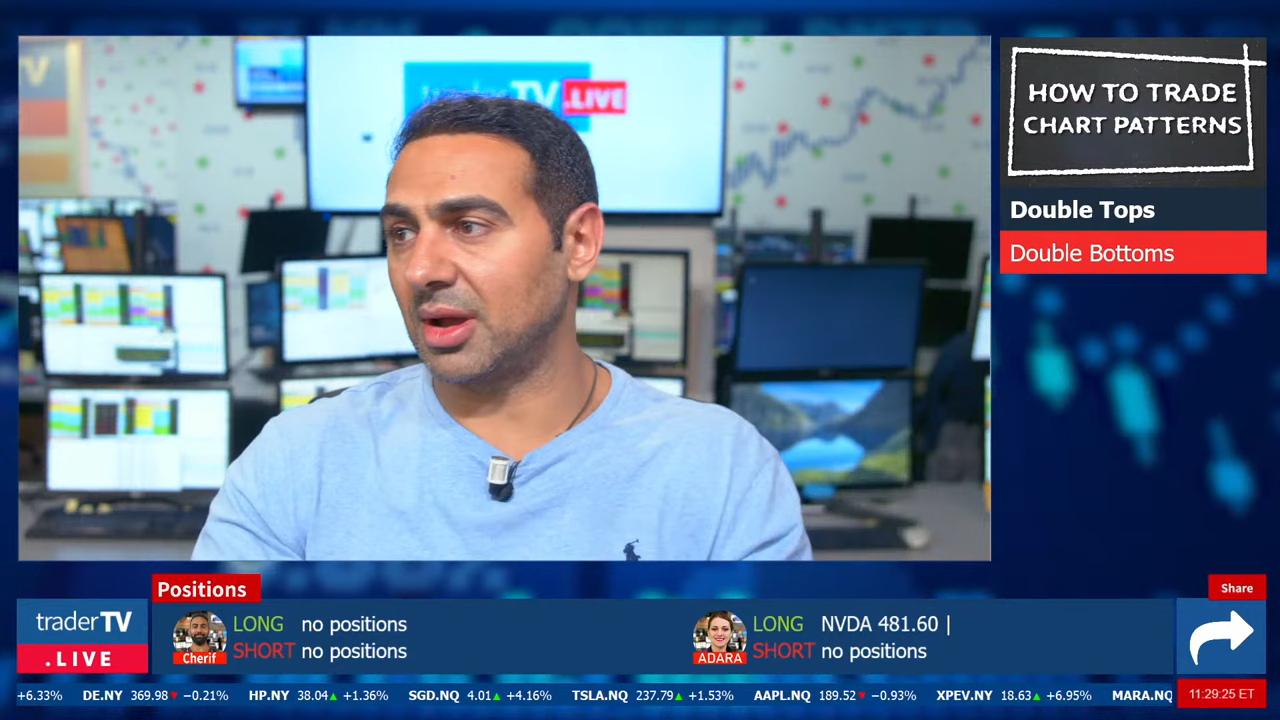 V
traderTV .LIVE
HOW TO TRADE
CHART PATTERNS
Double Tops
Double Bottoms
Positions
Share
traderTV
.LIVE
Cherif
LONG no positions
SHORT no positions
ADARA
LONG NVDA 481.60 |
SHORT no positions
+6.33% DE.NY 369.98▼ −0.21% HP.NY 38.04▲ +1.36% SGD.NQ 4.01▲ +4.16% TSLA.NQ 237.79▲ +1.53% AAPL.NQ 189.52▼ −0.93% XPEV.NY 18.63▲ +6.95% MARA.NQ
11:29:25 ET